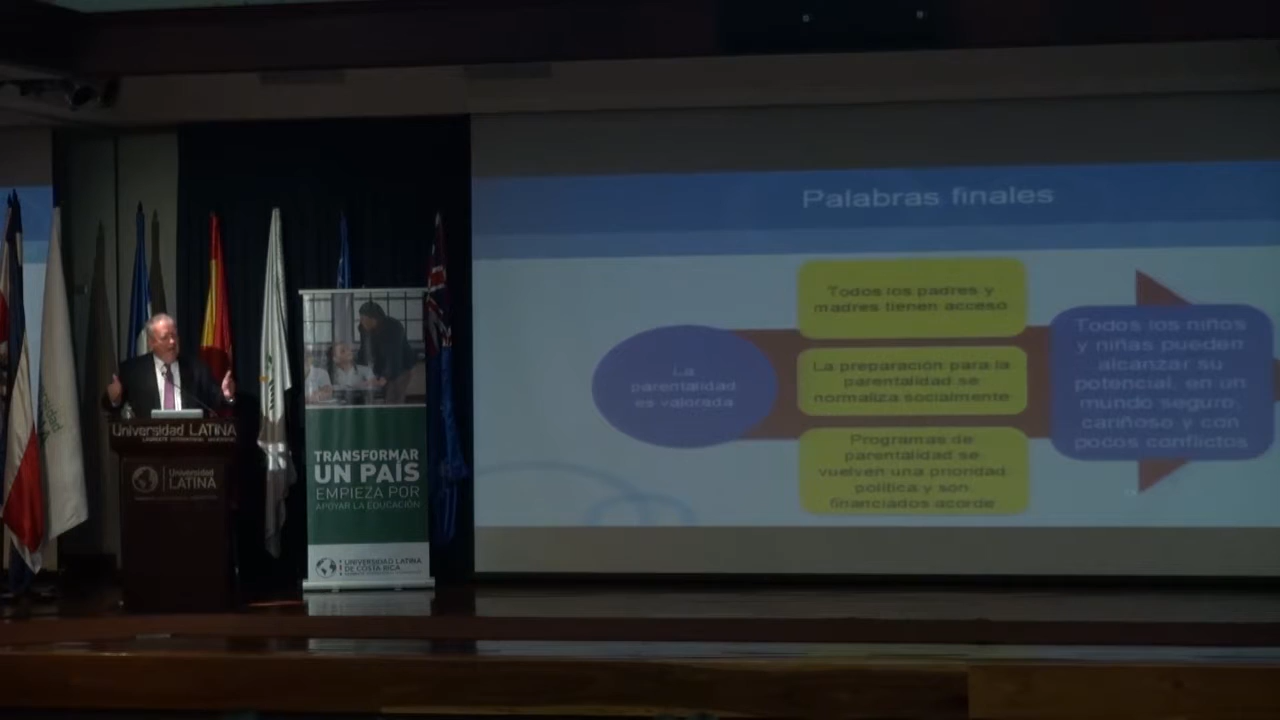 Palabras finales
La
parentalidad
es valorada
Todos los padres y
madres tienen acceso
La preparación para la
parentalidad se
normaliza socialmente
Programas de
parentalidad se
vuelven una prioridad
política y son
financiados acorde
Todos los niños
y niñas pueden
alcanzar su
potencial, en un
mundo seguro,
cariñoso y con
pocos conflictos
Universidad LATINA
Universidad
LATINA
TRANSFORMAR
UN PAÍS
EMPIEZA POR
APOYAR LA EDUCACIÓN
UNIVERSIDAD LATINA
DE COSTA RICA